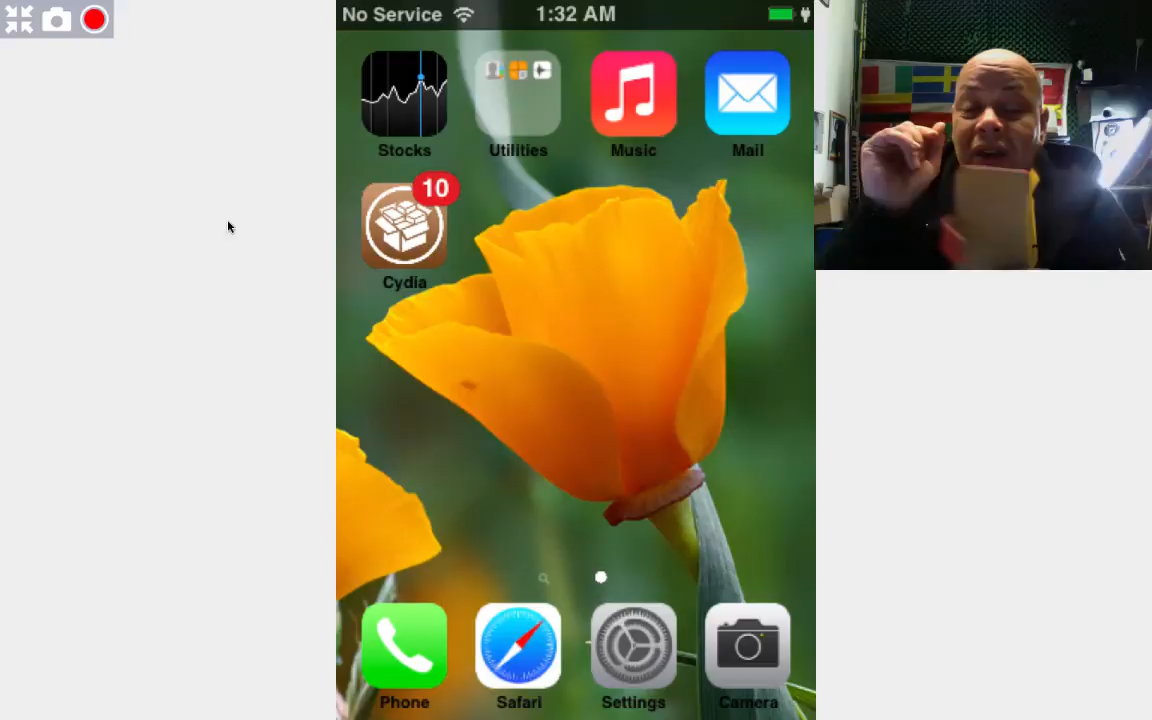 No Service 1:32 AM
Stocks Utilities Music Mail
10
Cydia
Phone Safari Settings Camera